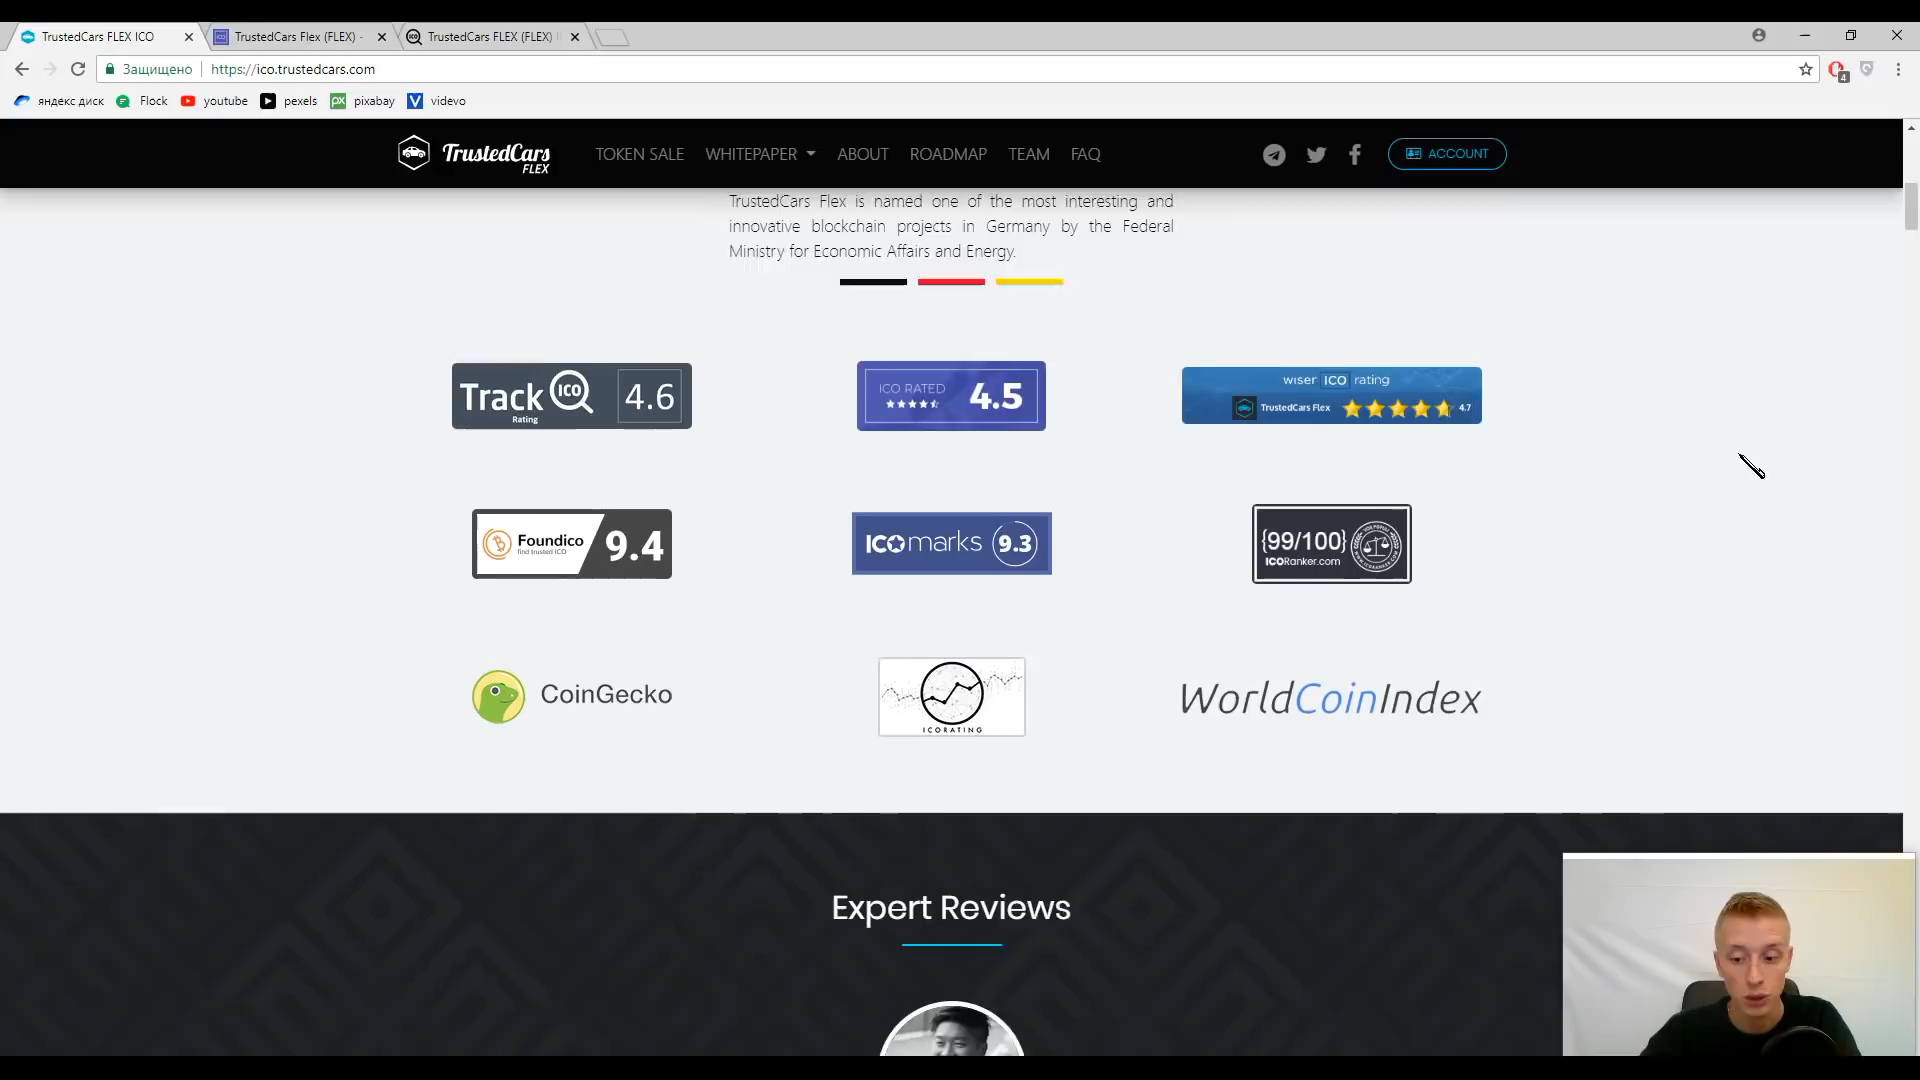 TrustedCars FLEX ICO
TrustedCars Flex (FLEX) -
TrustedCars FLEX (FLEX)
Защищено
https://ico.trustedcars.com
4
яндекс диск
Flock
youtube
pexels
pixabay
videvo
TrustedCars
FLEX
TOKEN SALE
WHITEPAPER
ABOUT
ROADMAP
TEAM
FAQ
ACCOUNT
TrustedCars Flex is named one of the most interesting and
innovative blockchain projects in Germany by the Federal
Ministry for Economic Affairs and Energy.
Track ICO 4.6
Rating
ICO RATED
4.5
wiser ICO rating
TrustedCars Flex 4.7
Foundico
find trusted ICO
9.4
ICOmarks 9.3
{99/100}
ICORanker.com
CoinGecko
ICORATING
WorldCoinIndex
Expert Reviews